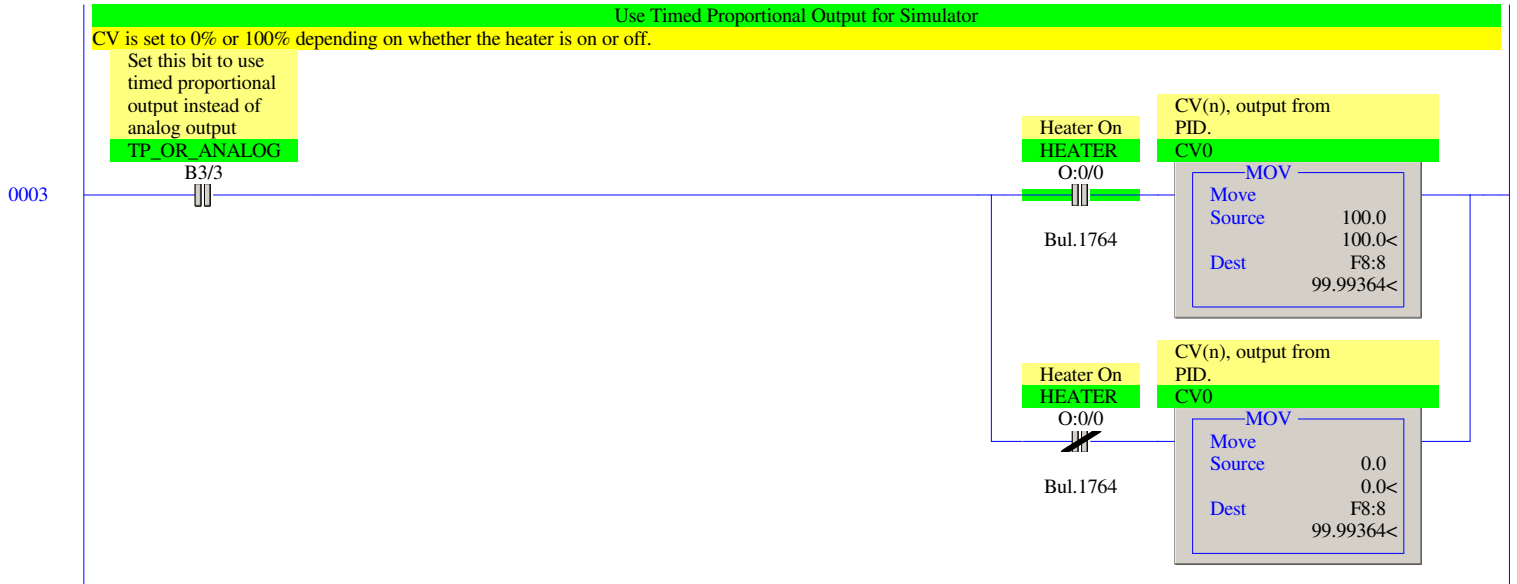 Use Timed Proportional Output for Simulator
CV is set to 0% or 100% depending on whether the heater is on or off.
Set this bit to use
timed proportional
output instead of
analog output
TP_OR_ANALOG
B3/3
0003
Heater On
HEATER
O:0/0
Bul.1764
CV(n), output from
PID.
CV0
MOV
Move
Source 100.0
100.0<
Dest F8:8
99.99364<
Heater On
HEATER
O:0/0
Bul.1764
CV(n), output from
PID.
CV0
MOV
Move
Source 0.0
0.0<
Dest F8:8
99.99364<